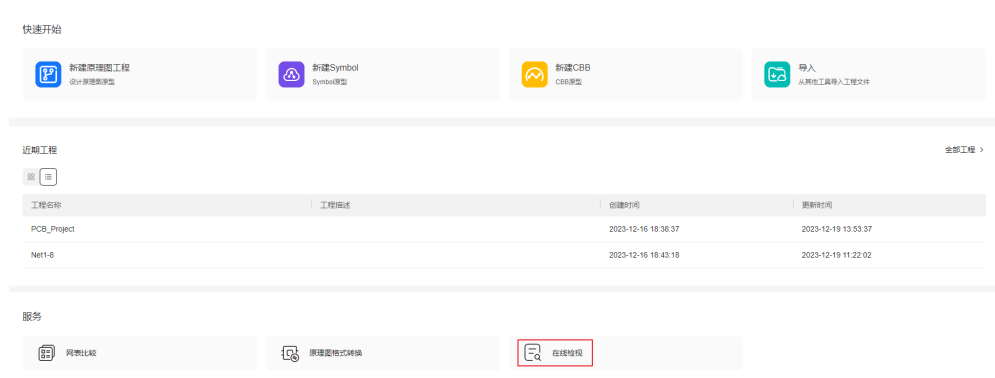 快速开始
新建原理图工程
设计原理图原型
新建Symbol
Symbol原型
新建CBB
CBB原型
导入
从其他工具导入工程文件
近期工程
全部工程 >
工程名称 工程描述 创建时间 更新时间
PCB_Project 2023-12-16 18:38:37 2023-12-19 13:53:37
Net1-8 2023-12-16 18:43:18 2023-12-19 11:22:02
服务
网表比较 原理图格式转换 在线检视